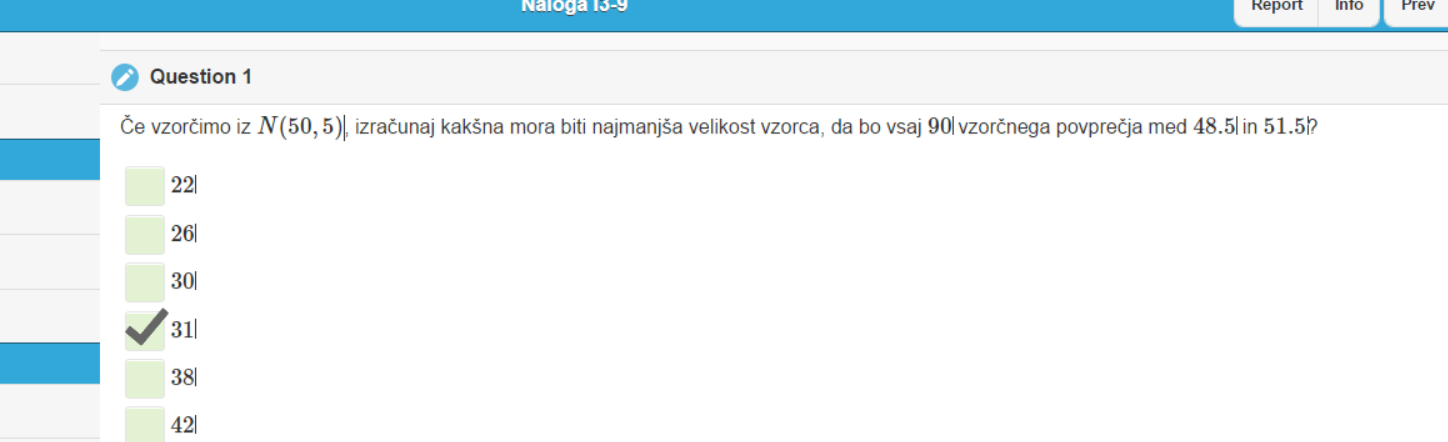 Naloga I3-9
Report Info Prev
Question 1
Če vzorčimo iz N(50, 5)|, izračunaj kakšna mora biti najmanjša velikost vzorca, da bo vsaj 90| vzorčnega povprečja med 48.5| in 51.5|?
22|
26|
30|
31|
38|
42|